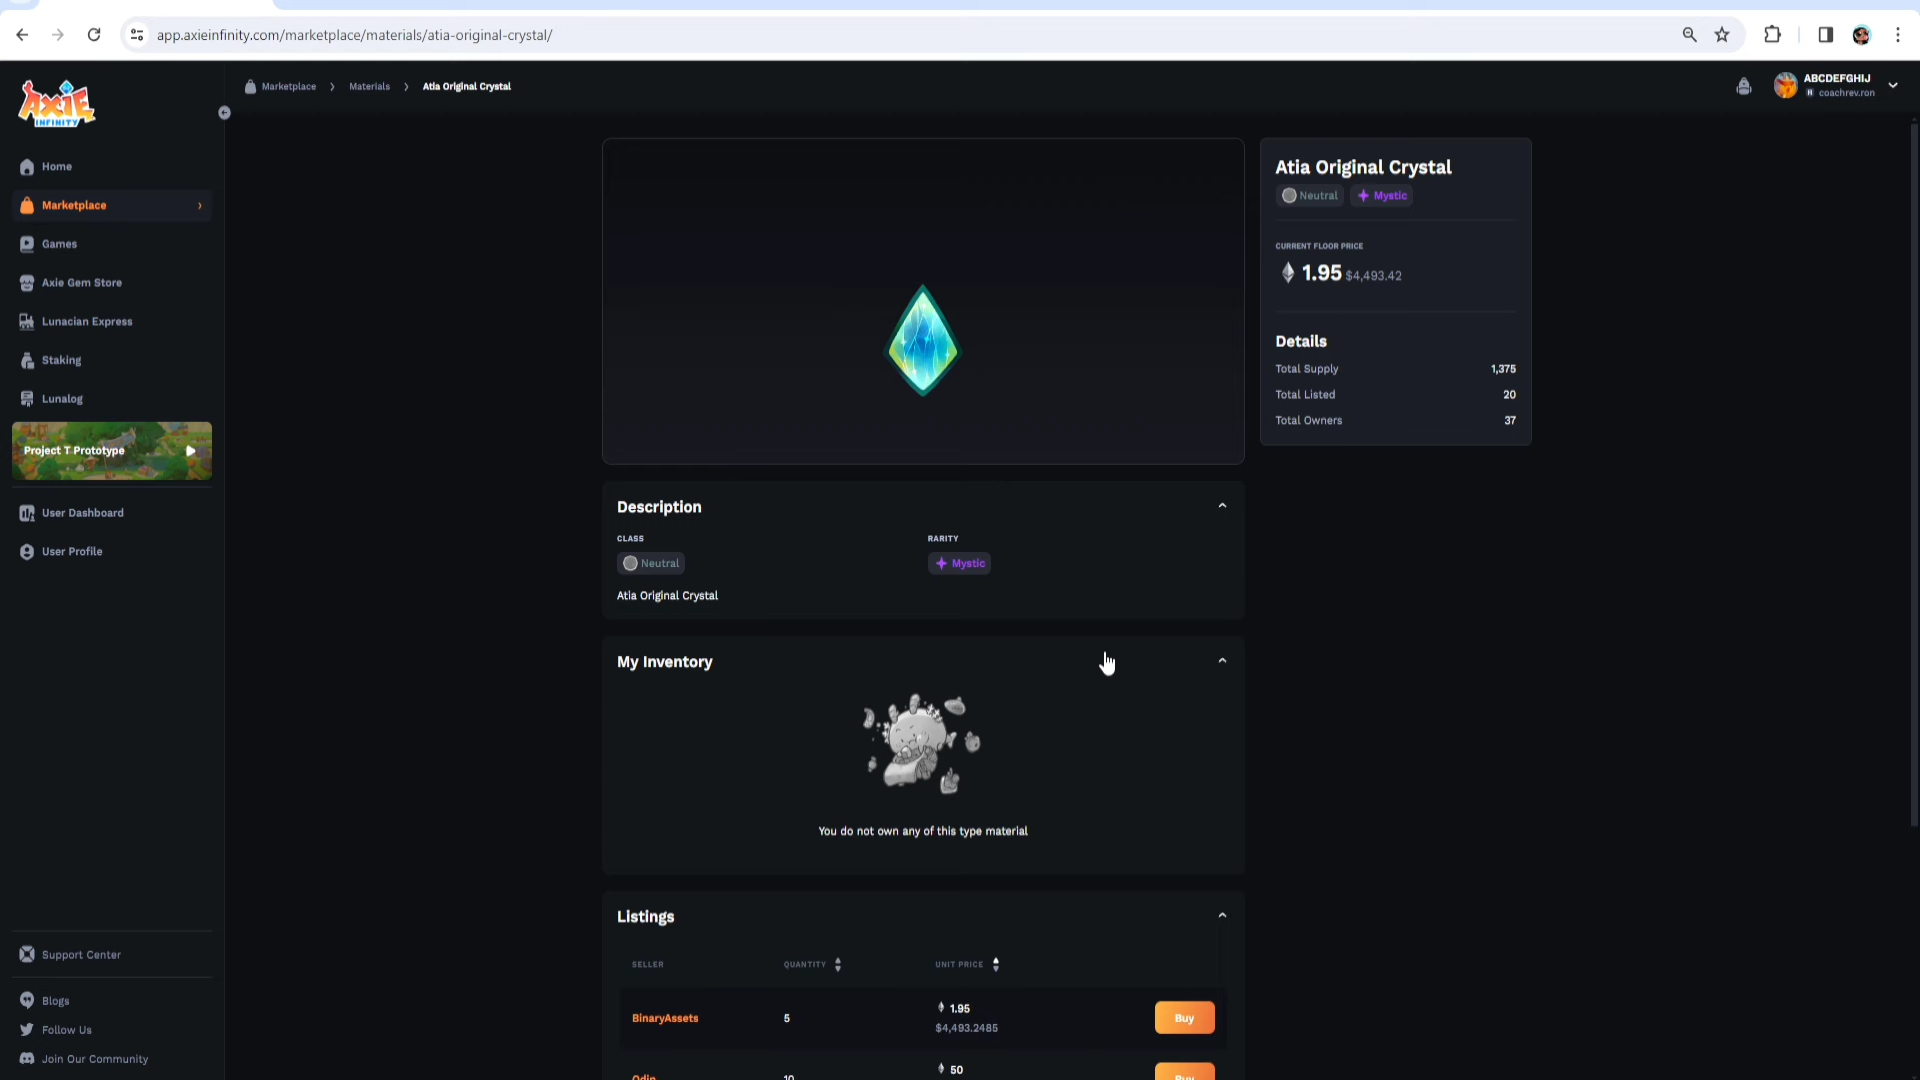 app.axieinfinity.com/marketplace/materials/atia-original-crystal/
AXIE
INFINITY
Marketplace
Materials
Atia Original Crystal
ABCDEFGHIJ
coachrev.ron
Home
Marketplace
Games
Axie Gem Store
Lunacian Express
Staking
Lunalog
Project T Prototype
User Dashboard
User Profile
Support Center
Blogs
Follow Us
Join Our Community
Atia Original Crystal
Neutral
Mystic
CURRENT FLOOR PRICE
1.95 $4,493.42
Details
Total Supply 1,375
Total Listed 20
Total Owners 37
Description
CLASS RARITY
Neutral Mystic
Atia Original Crystal
My Inventory
You do not own any of this type material
Listings
SELLER QUANTITY UNIT PRICE
BinaryAssets 5 1.95 Buy
$4,493.2485
Odin 10 50 Buy